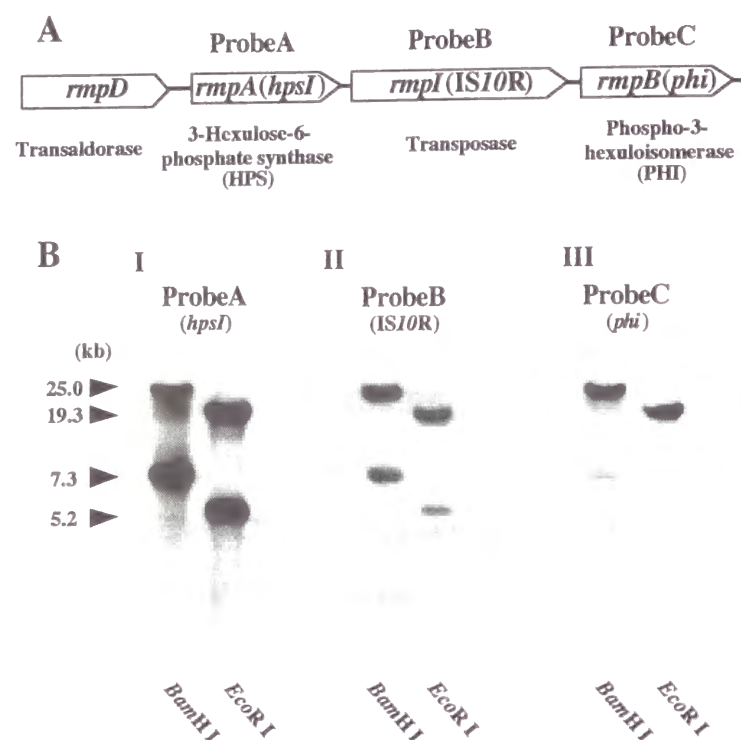 A
ProbeA ProbeB ProbeC
rmpD rmpA(hpsI) rmpI(IS10R) rmpB(phi)
Transaldorase
3-Hexulose-6-
phosphate synthase
(HPS)
Transposase
Phospho-3-
hexuloisomerase
(PHI)
B
I II III
ProbeA ProbeB ProbeC
(hpsI) (IS10R) (phi)
(kb)
25.0
19.3
7.3
5.2
BamH I EcoR I BamH I EcoR I BamH I EcoR I